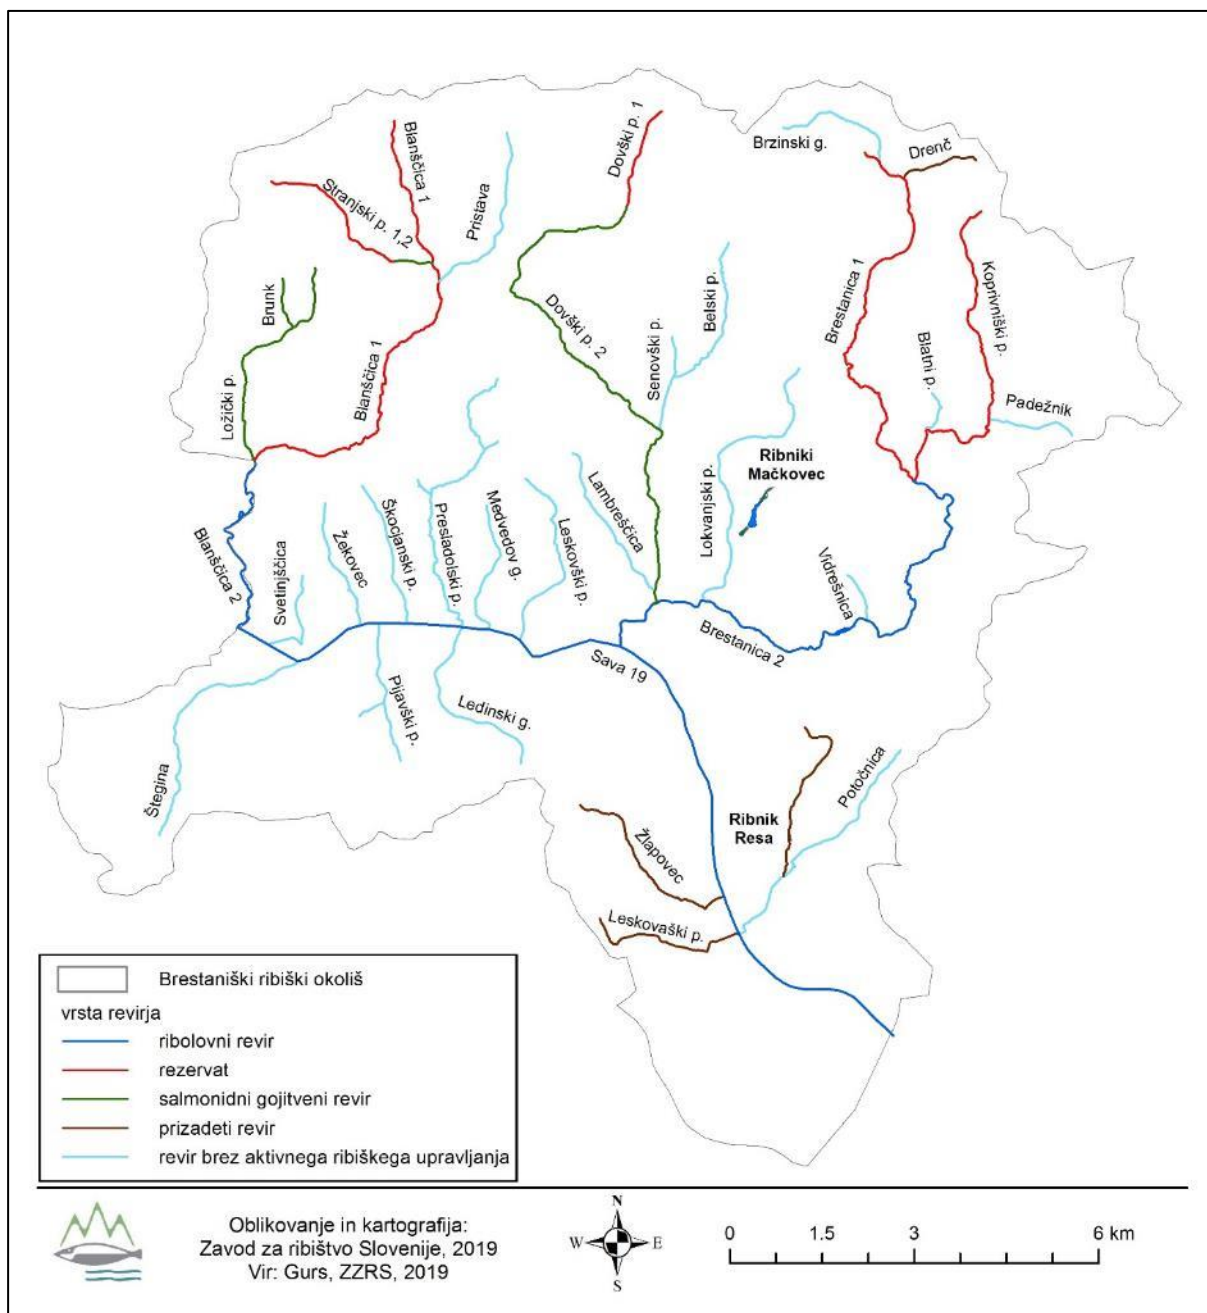 Blanščica 1
Dovški p. 1
Brzinski g.
Drenč
Stranjski p. 1,2
Pristava
Brunk
Koprivniški p.
Brestanica 1
Belski p.
Dovški p. 2
Senovški p.
Blatni p.
Ložički p.
Blanščica 1
Padežnik
Ribniki
Mačkovec
Lokvanjski p.
Lambreščica
Leskovški p.
Medvedov g.
Presladolski p.
Škocjanski p.
Žekovec
Svetinjščica
Blanščica 2
Vidrešnica
Brestanica 2
Sava 19
Pijavški p.
Ledinski g.
Štegina
Potočnica
Ribnik
Resa
Žlapovec
Leskovaški p.
Brestaniški ribiški okoliš
vrsta revirja
ribolovni revir
rezervat
salmonidni gojitveni revir
prizadeti revir
revir brez aktivnega ribiškega upravljanja
Oblikovanje in kartografija:
Zavod za ribištvo Slovenije, 2019
Vir: Gurs, ZZRS, 2019
N
W E
S
0 1.5 3 6 km